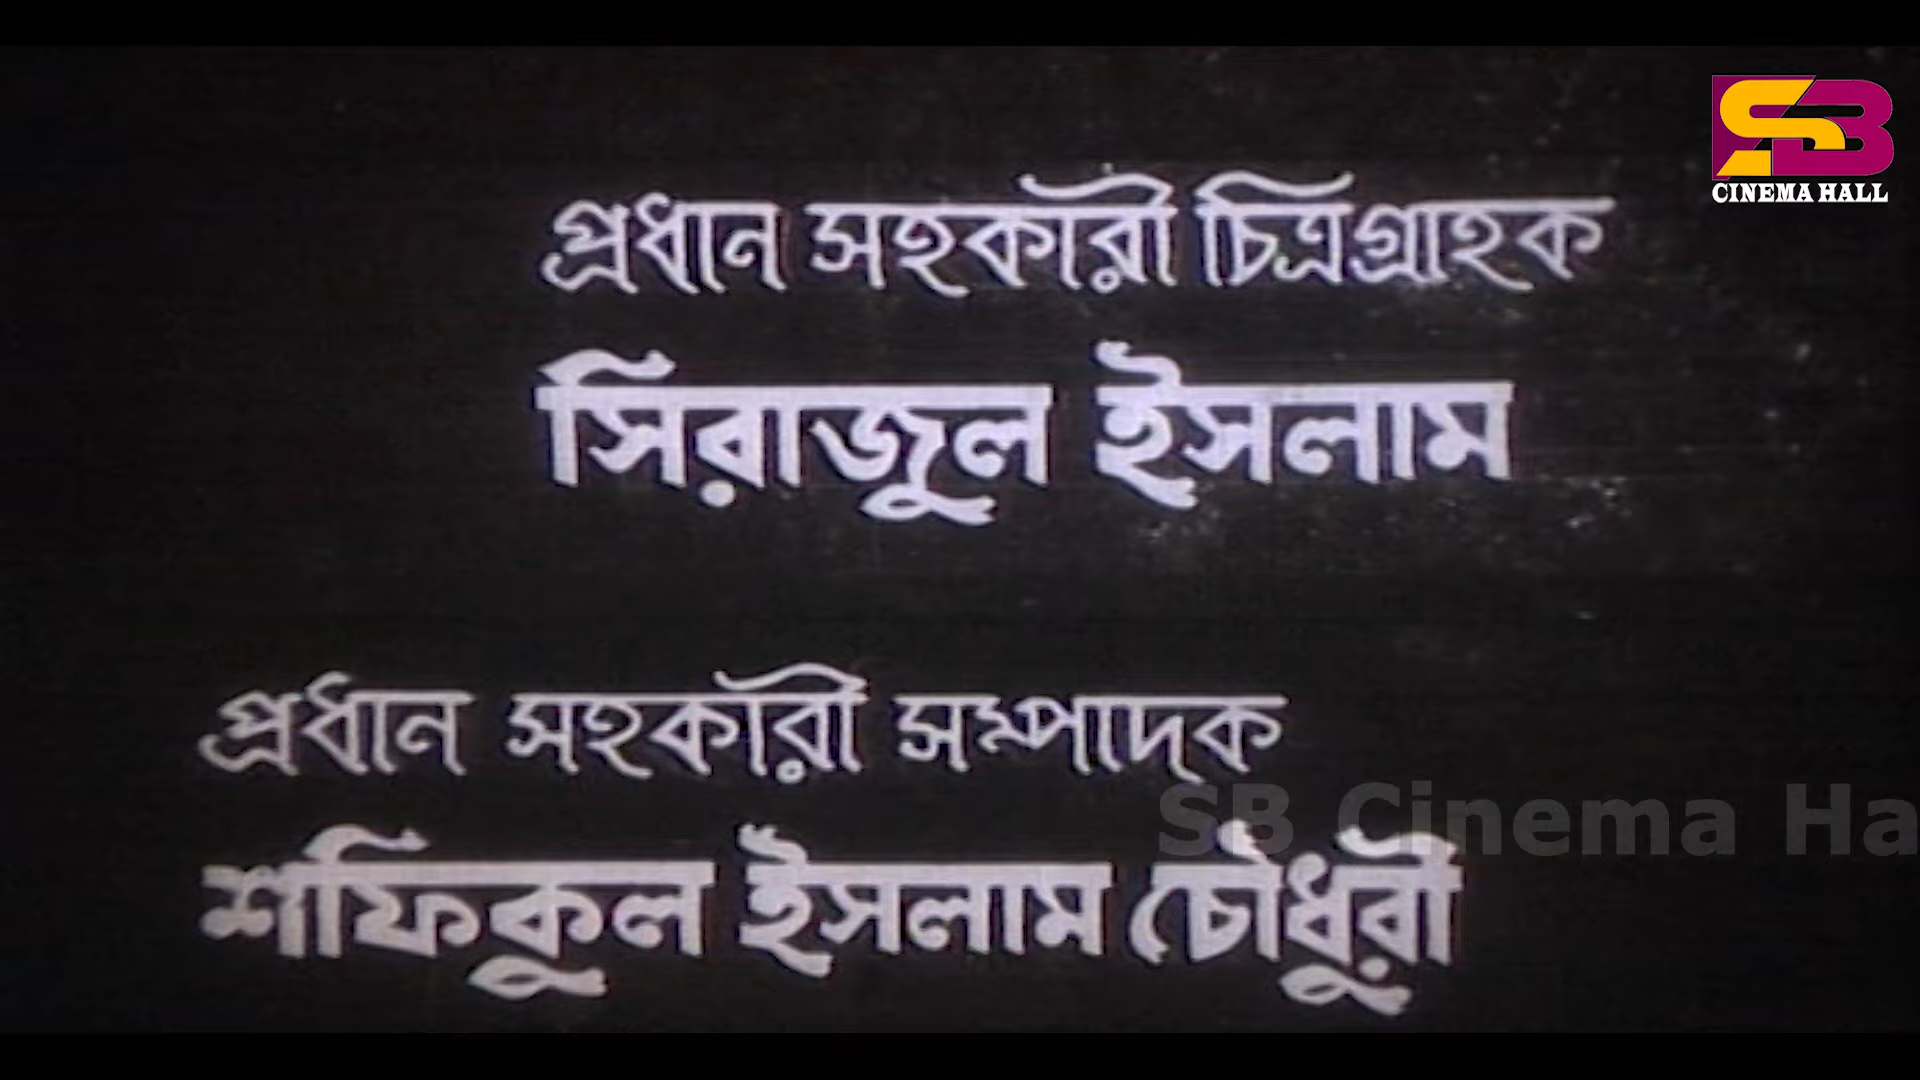 SB
CINEMA HALL
প্রধান সহকারী চিত্রগ্রাহক
সিরাজুল ইসলাম
প্রধান সহকারী সম্পাদক
SB Cinema Ha
শফিকুল ইসলাম চৌধুরী